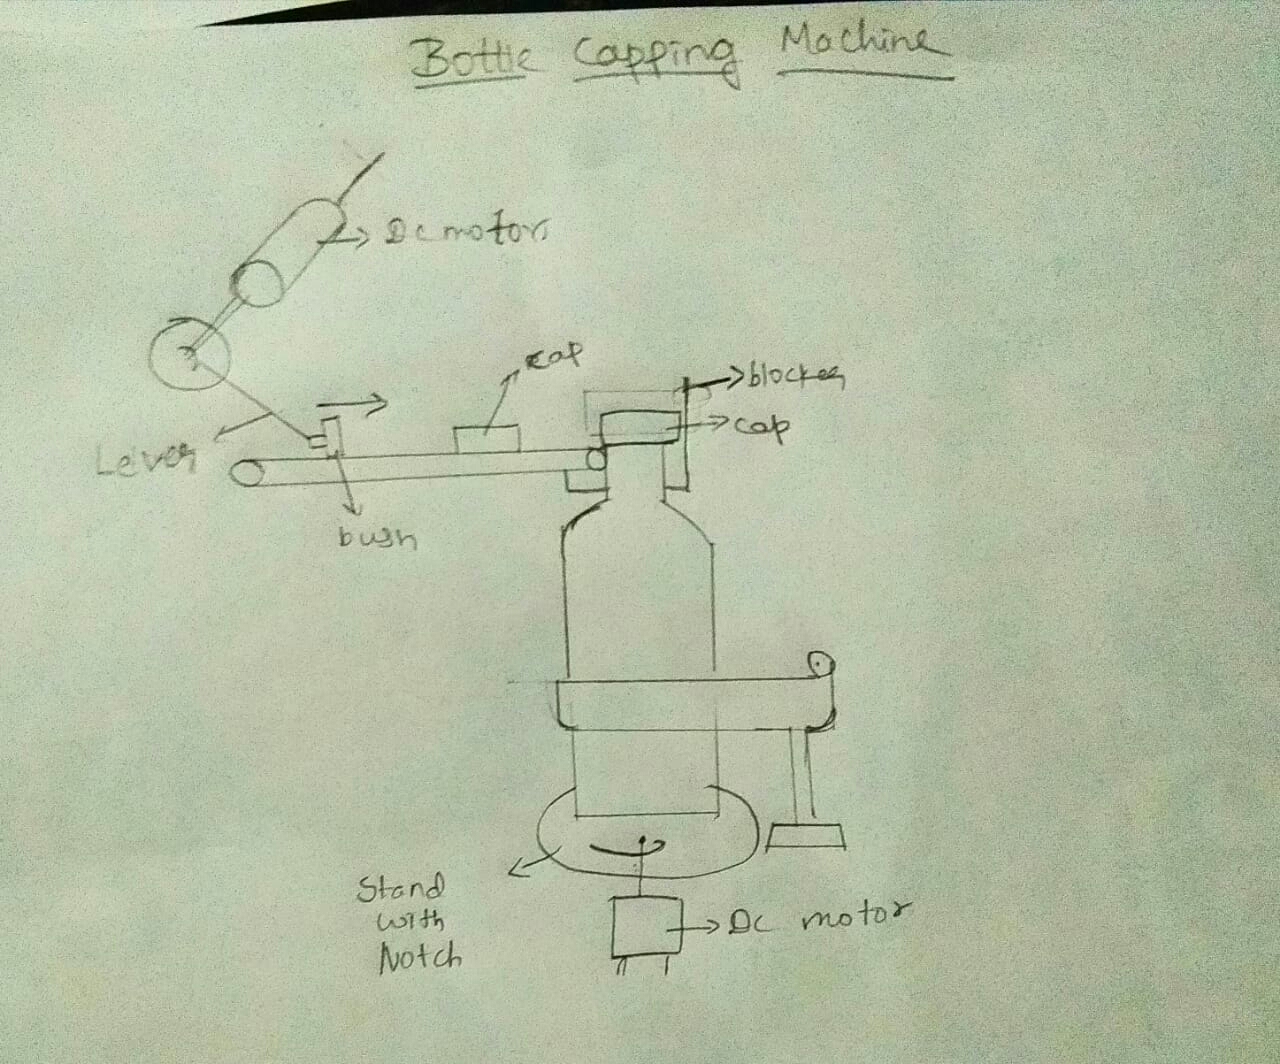 Bottle Capping Machine
Dc motor
cap
blocker
cap
Lever
bush
Stand
with
Notch
Dc motor